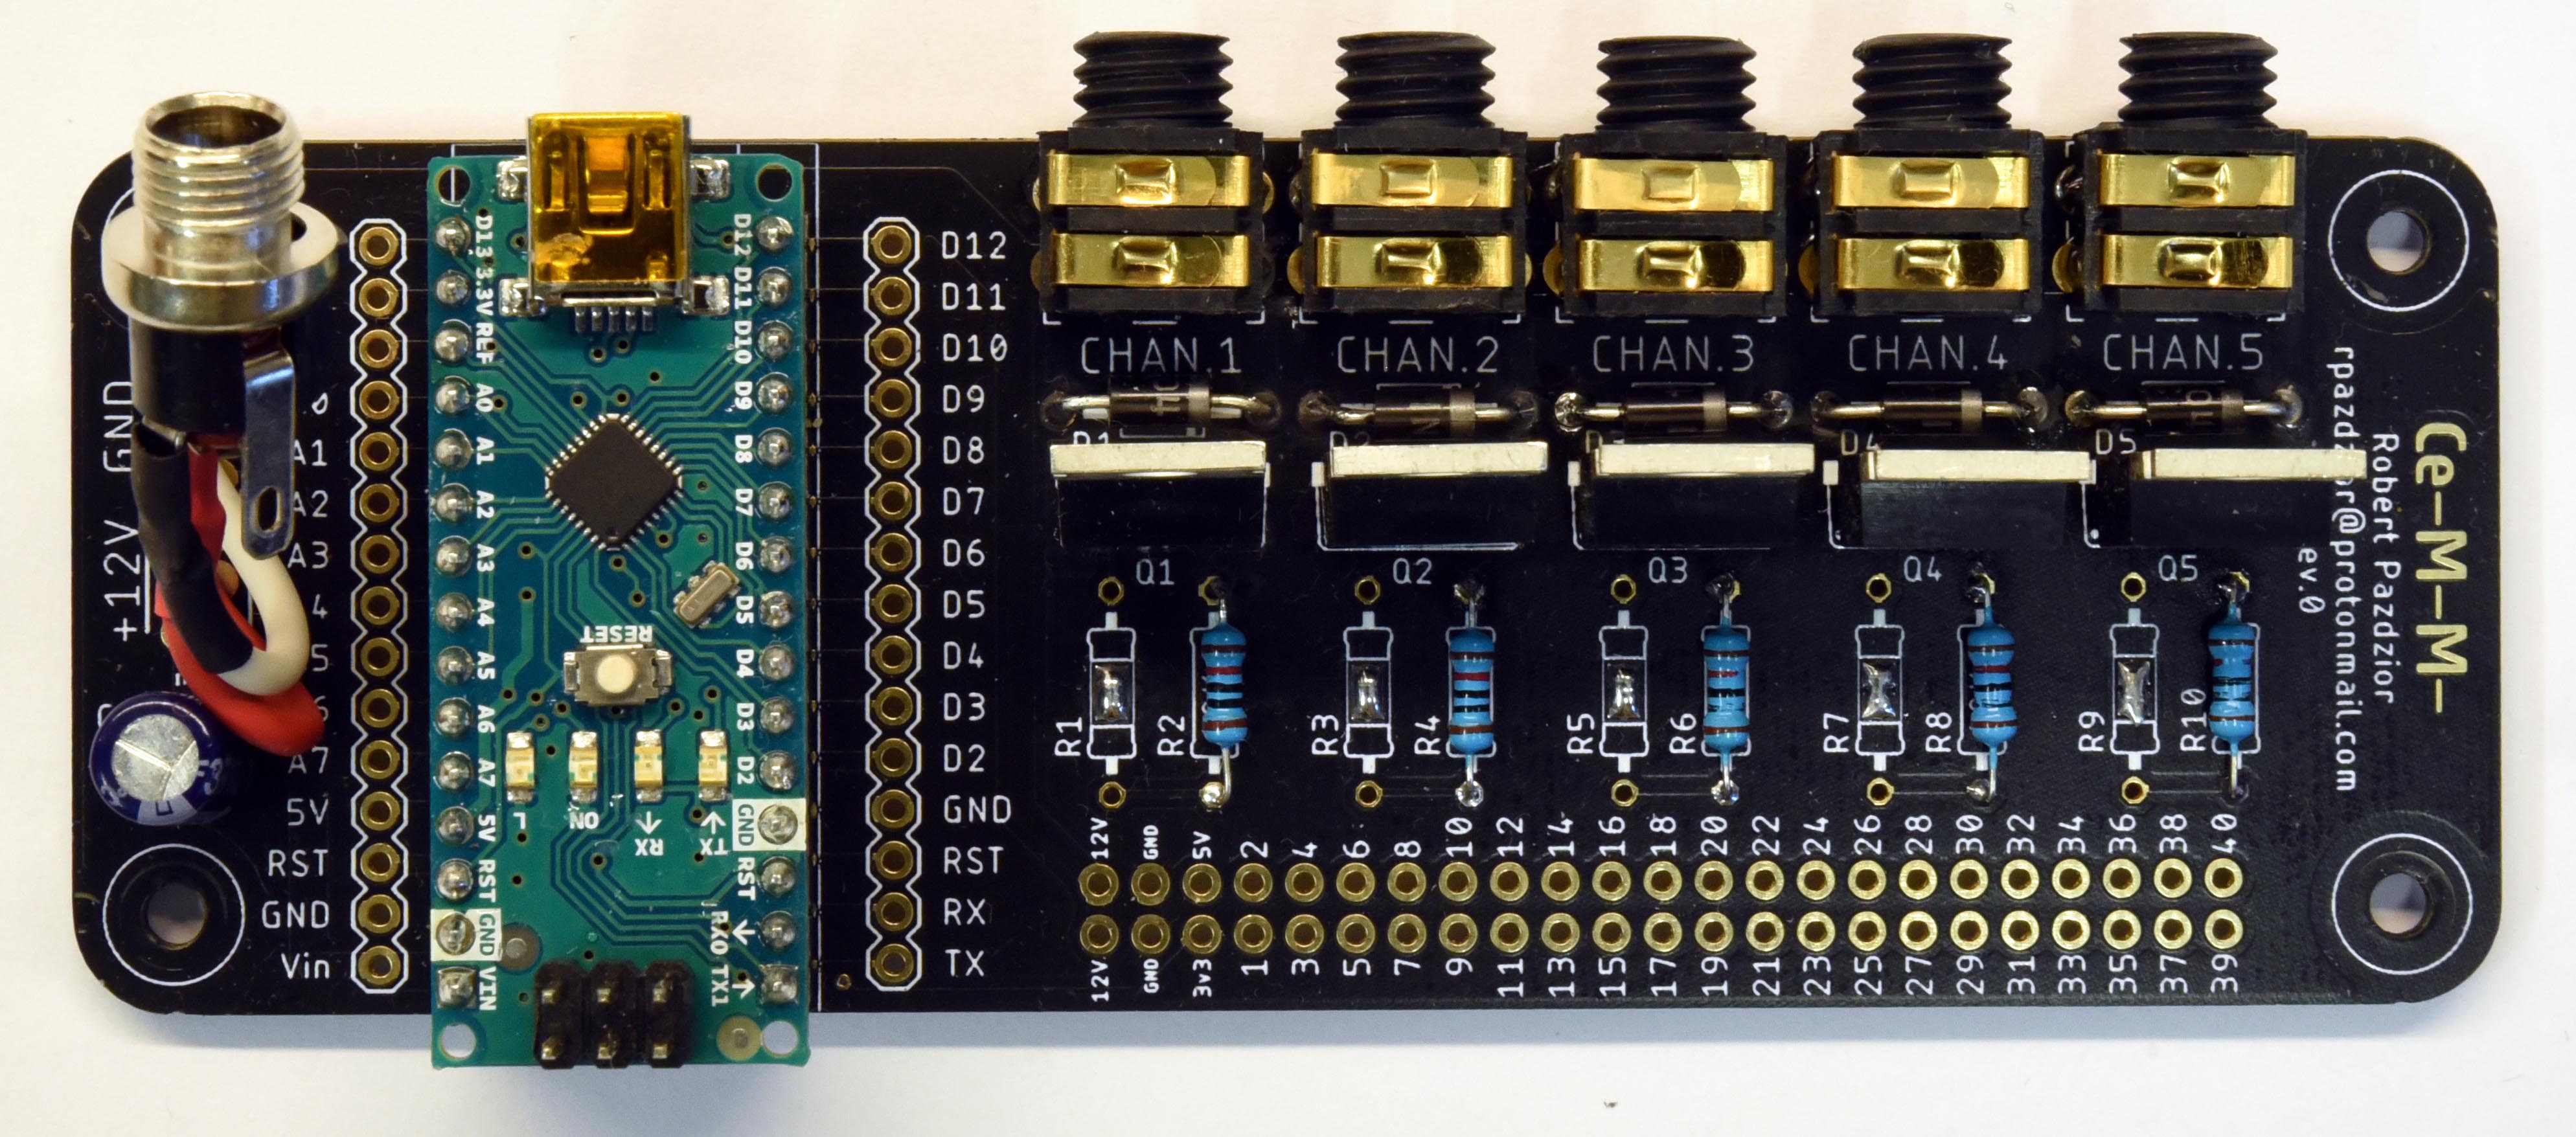 GND
+12V
A1
A2
A3
4
5
6
A7
5V
RST
GND
Vin
D13
3.3V
REF
A0
A1
A2
A3
A4
A5
A6
A7
5V
RST
GND
VIN
D12
D11
D10
D9
D8
D7
D6
D5
D4
D3
D2
GND
RST
RX0
TX1
RESET
L
ON
RX
TX
D12
D11
D10
D9
D8
D7
D6
D5
D4
D3
D2
GND
RST
RX
TX
CHAN.1 CHAN.2 CHAN.3 CHAN.4 CHAN.5
D4 D5
Q1 Q2 Q3 Q4 Q5
R1 R2 R3 R4 R5 R6 R7 R8 R9 R10
12V GND 5V 2 4 6 8 10 12 14 16 18 20 22 24 26 28 30 32 34 36 38 40
12V GND 3v3 1 3 5 7 9 11 13 15 17 19 21 23 25 27 29 31 33 35 37 39
Ce-M-M-
Robert Pazdzior
ev.0